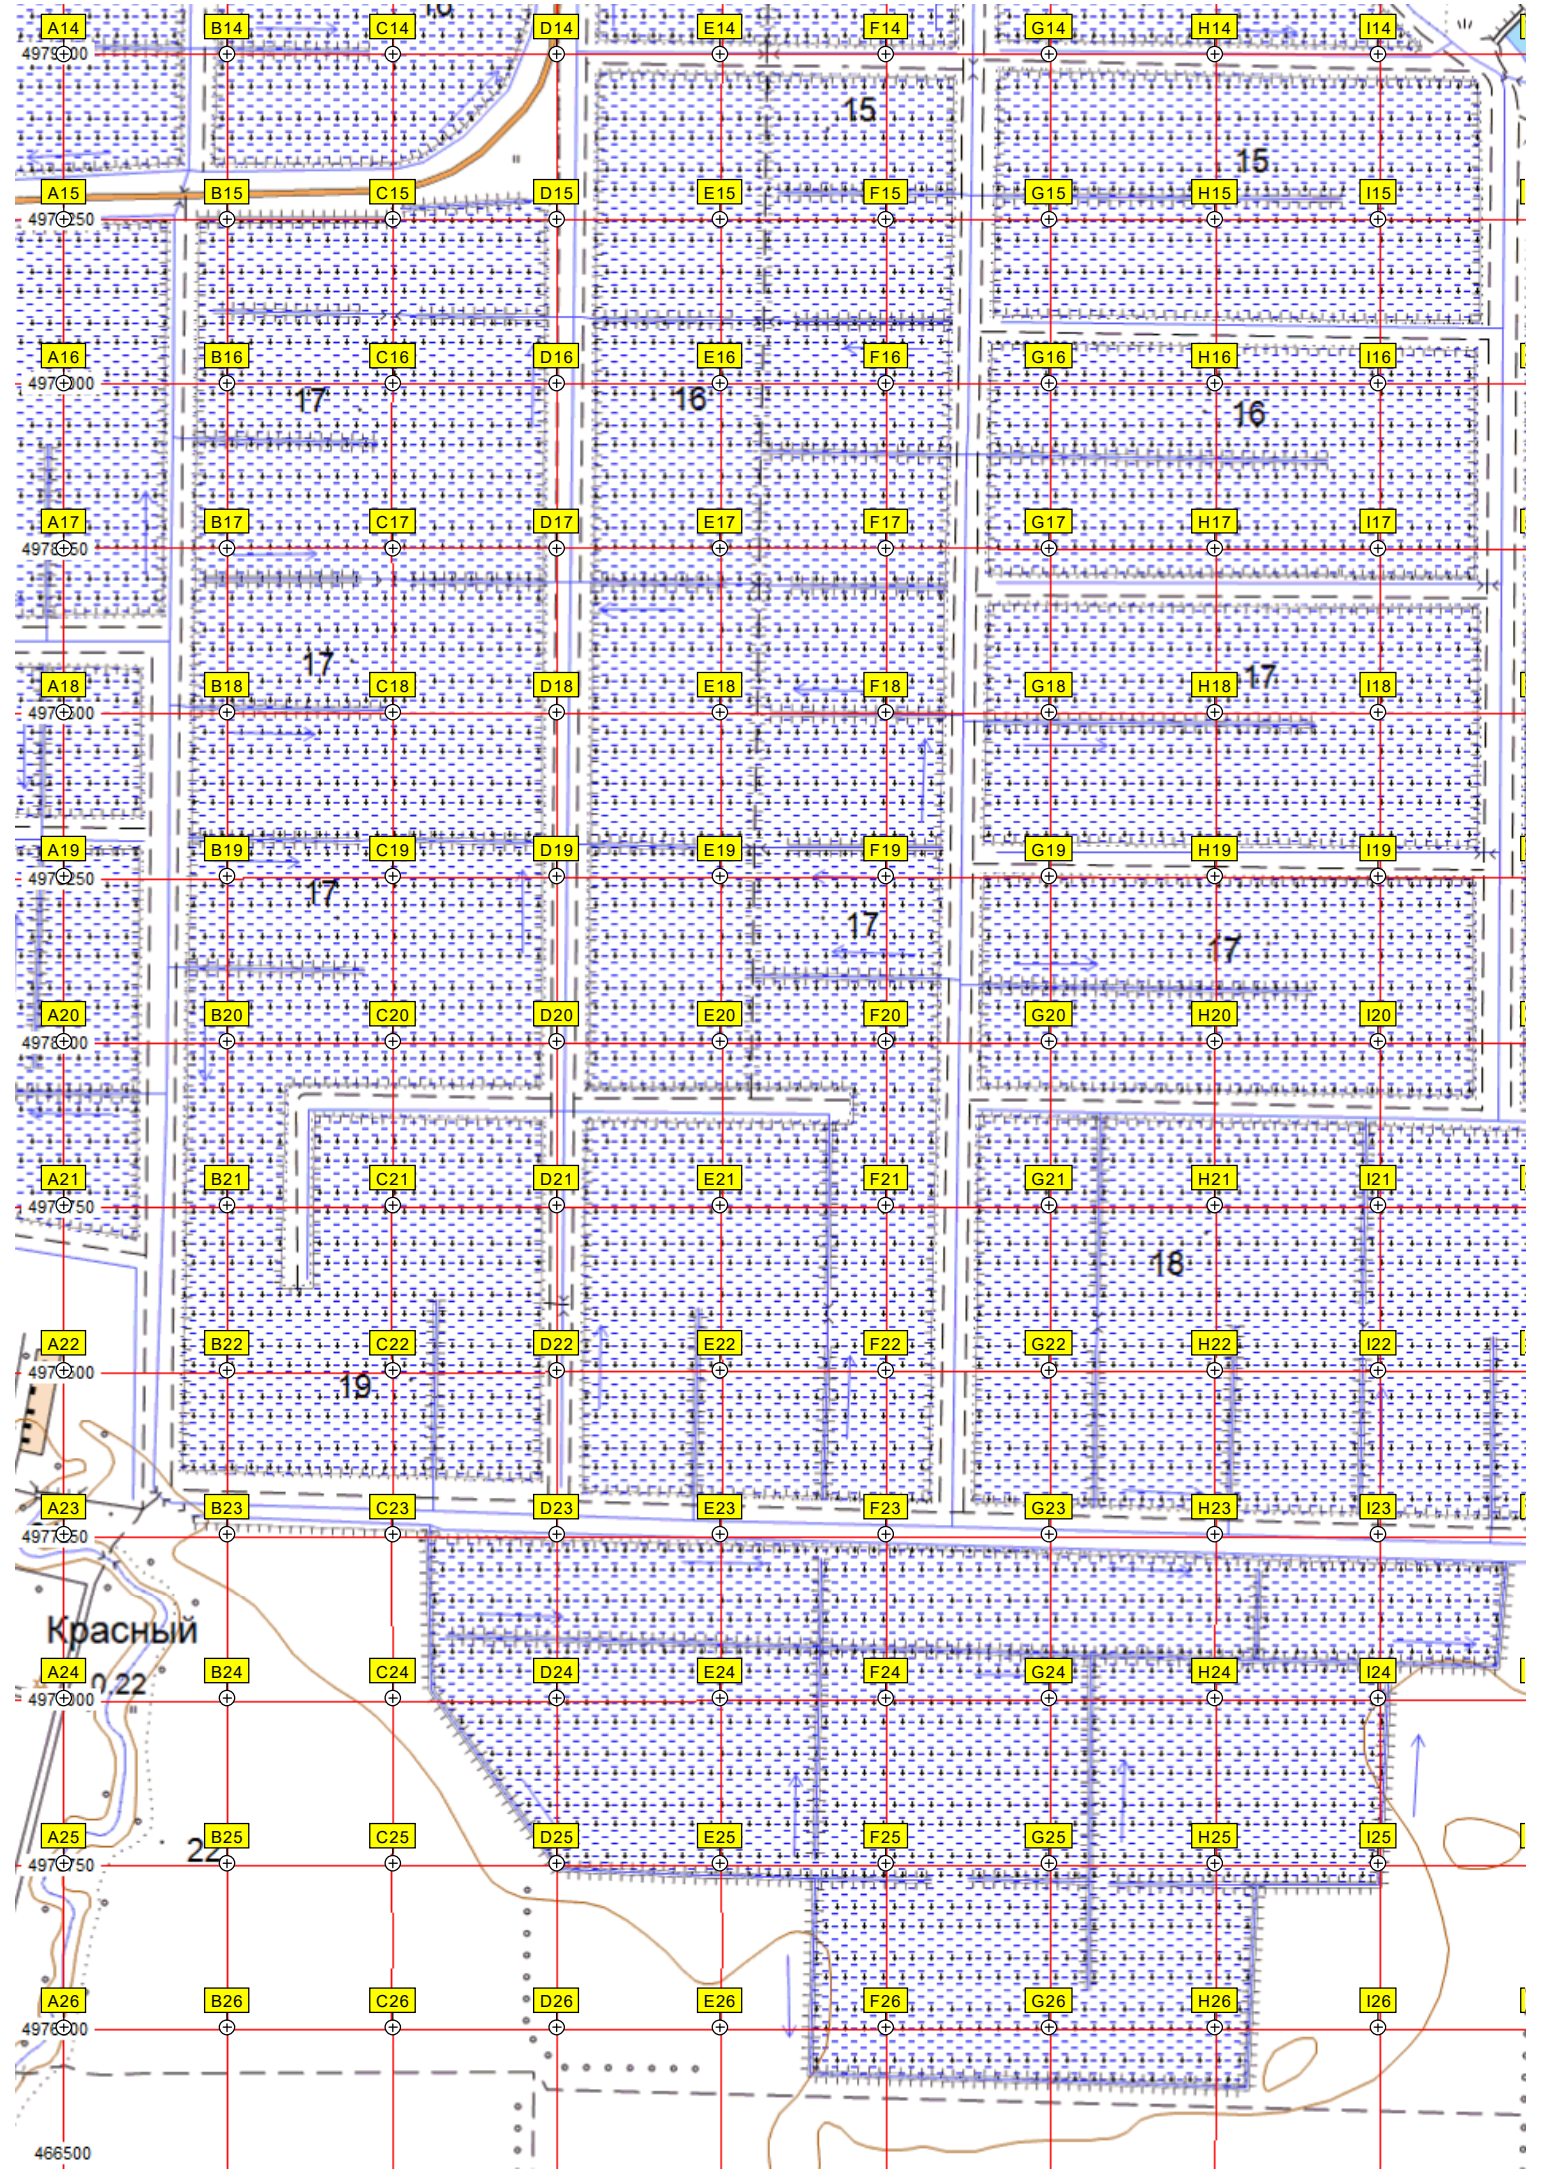 16
A14 B14 C14 D14 E14 F14 G14 H14 I14
15
15
A15 B15 C15 D15 E15 F15 G15 H15 I15
A16 B16 C16 D16 E16 F16 G16 H16 I16
17 16 16
A17 B17 C17 D17 E17 F17 G17 H17 I17
17 17
A18 B18 C18 D18 E18 F18 G18 H18 I18
A19 B19 C19 D19 E19 F19 G19 H19 I19
17 17 17
A20 B20 C20 D20 E20 F20 G20 H20 I20
A21 B21 C21 D21 E21 F21 G21 H21 I21
18
A22 B22 C22 D22 E22 F22 G22 H22 I22
19
A23 B23 C23 D23 E23 F23 G23 H23 I23
Красный
A24 B24 C24 D24 E24 F24 G24 H24 I24
0,22
A25 B25 C25 D25 E25 F25 G25 H25 I25
22
A26 B26 C26 D26 E26 F26 G26 H26 I26
466500